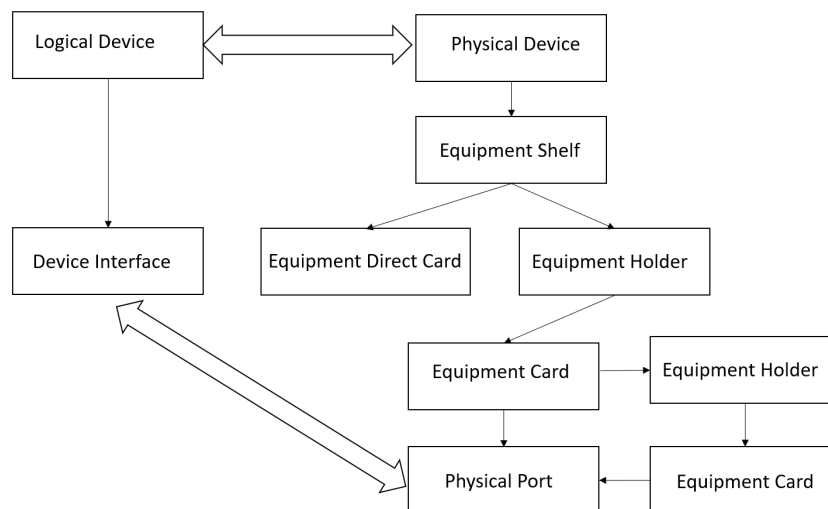 Logical Device
Physical Device
Equipment Shelf
Device Interface
Equipment Direct Card
Equipment Holder
Equipment Card
Equipment Holder
Physical Port
Equipment Card